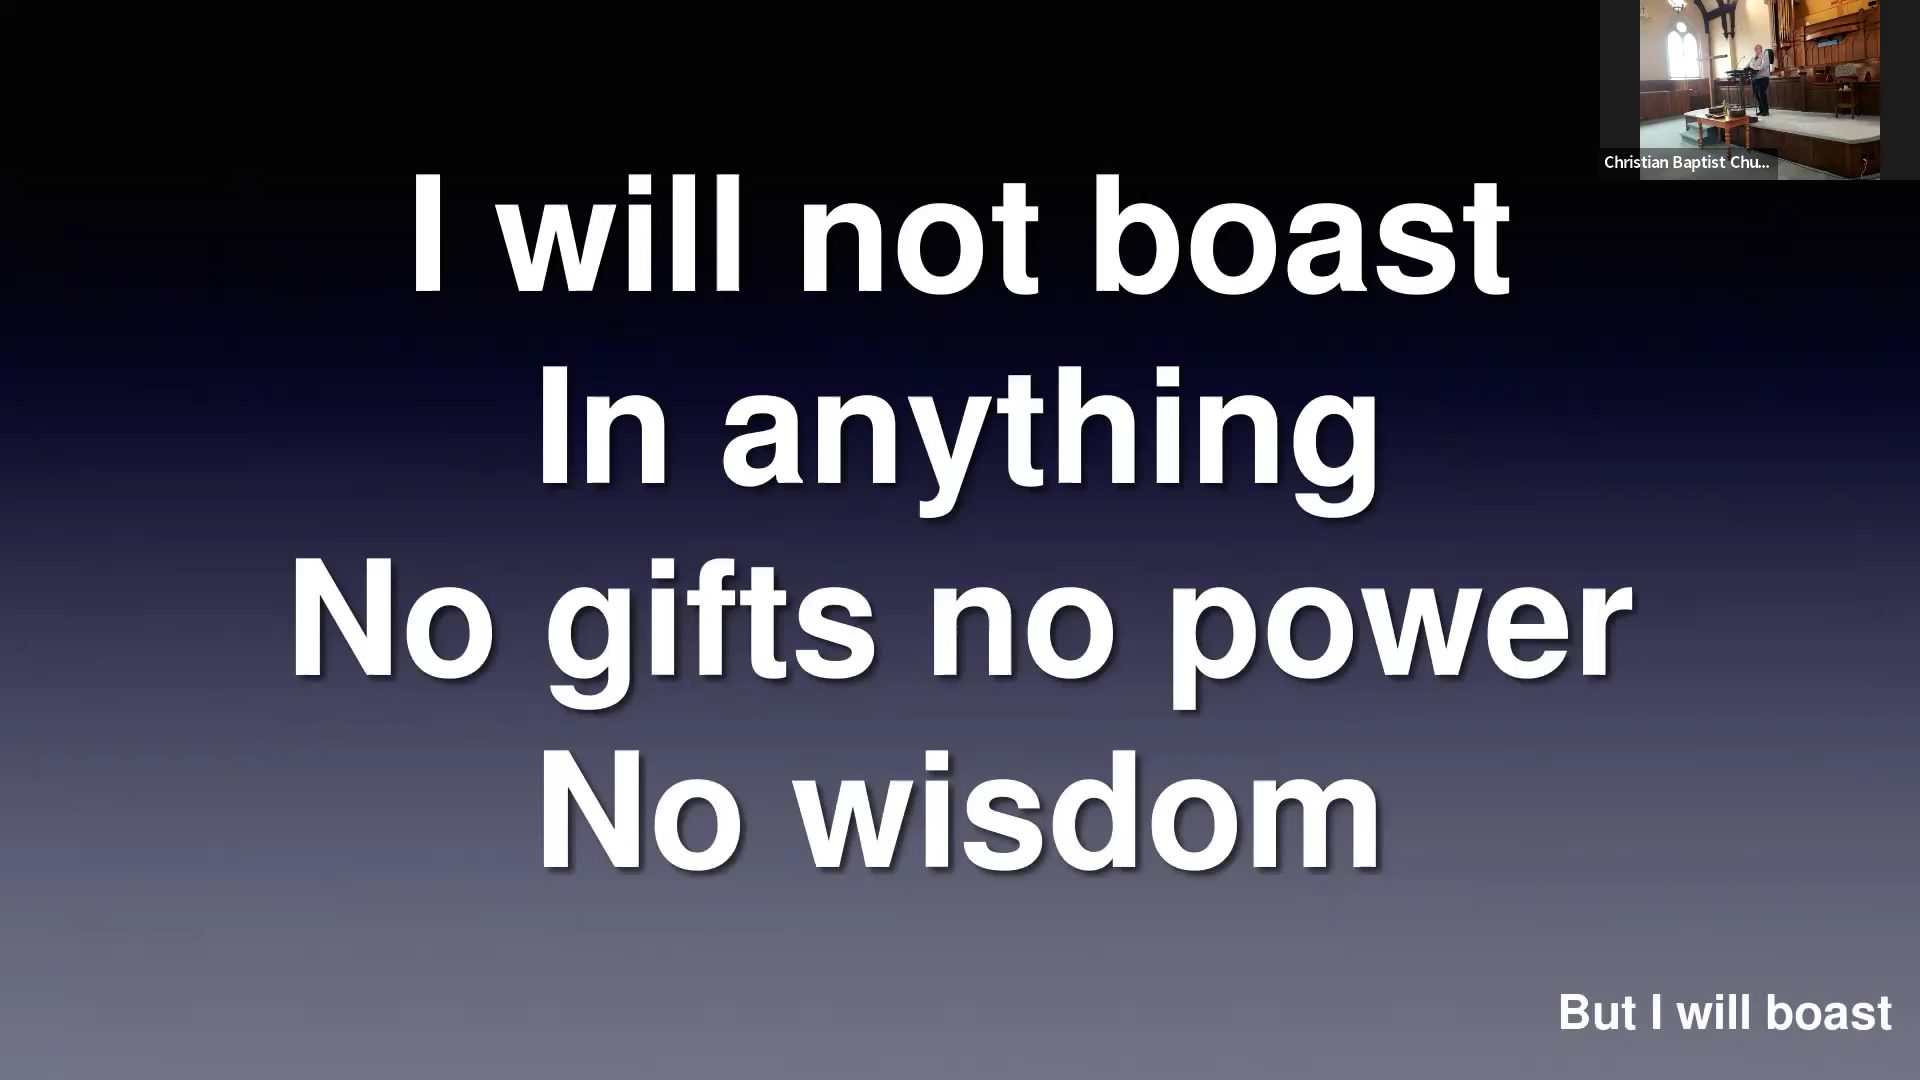 Christian Baptist Chu...
I will not boast
In anything
No gifts no power
No wisdom
But I will boast